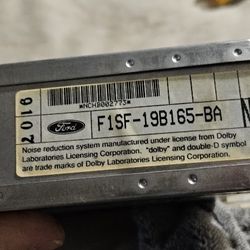 2016
*NCHB002773*
Ford
F1SF-19B165-BA
Noise reduction system manufactured under license from Dolby
Laboratories Licensing Corporation. "dolby" and double-D symbol
are trade marks of Dolby Laboratories Licensing Corporation.